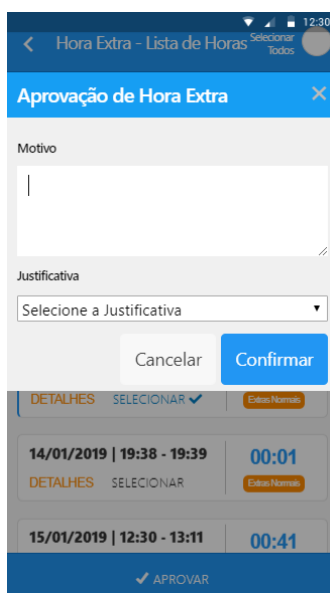 12:30
Hora Extra - Lista de Horas
Selecionar
Todos
Aprovação de Hora Extra
Motivo
Justificativa
Selecione a Justificativa
Cancelar
Confirmar
DETALHES SELECIONAR
Extras Normais
14/01/2019 | 19:38 - 19:39
00:01
DETALHES SELECIONAR
Extras Normais
15/01/2019 | 12:30 - 13:11
00:41
APROVAR